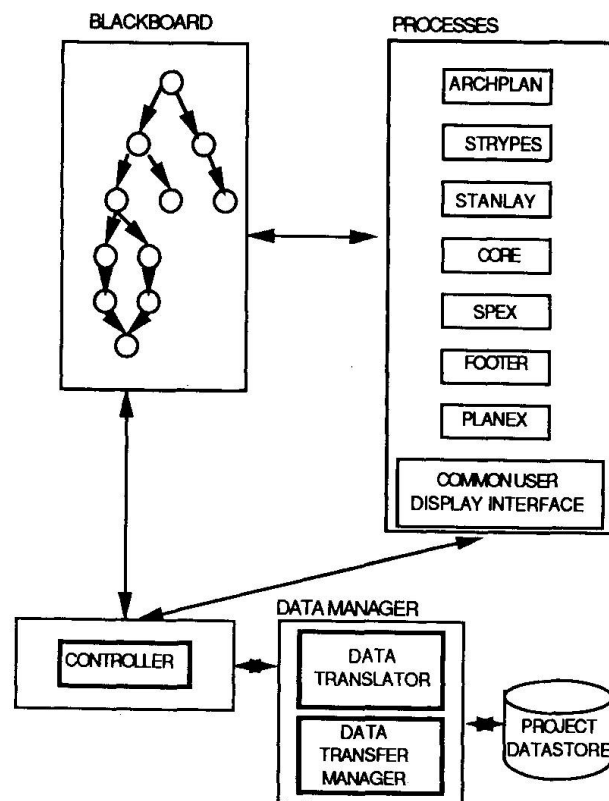 BLACKBOARD
PROCESSES
ARCHPLAN
STRYPES
STANLAY
CORE
SPEX
FOOTER
PLANEX
COMMON USER
DISPLAY INTERFACE
CONTROLLER
DATA MANAGER
DATA
TRANSLATOR
DATA
TRANSFER
MANAGER
PROJECT
DATASTORE